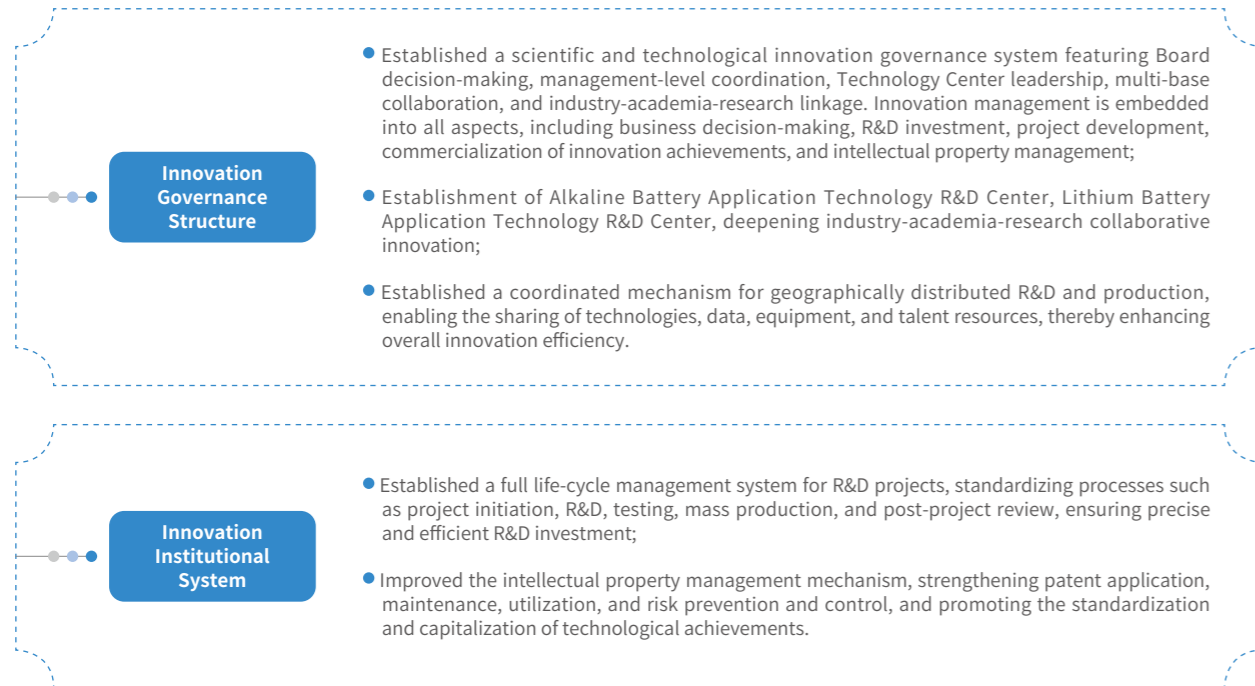 Innovation
Governance
Structure
Established a scientific and technological innovation governance system featuring Board
decision-making, management-level coordination, Technology Center leadership, multi-base
collaboration, and industry-academia-research linkage. Innovation management is embedded
into all aspects, including business decision-making, R&D investment, project development,
commercialization of innovation achievements, and intellectual property management;
Establishment of Alkaline Battery Application Technology R&D Center, Lithium Battery
Application Technology R&D Center, deepening industry-academia-research collaborative
innovation;
Established a coordinated mechanism for geographically distributed R&D and production,
enabling the sharing of technologies, data, equipment, and talent resources, thereby enhancing
overall innovation efficiency.
Innovation
Institutional
System
Established a full life-cycle management system for R&D projects, standardizing processes such
as project initiation, R&D, testing, mass production, and post-project review, ensuring precise
and efficient R&D investment;
Improved the intellectual property management mechanism, strengthening patent application,
maintenance, utilization, and risk prevention and control, and promoting the standardization
and capitalization of technological achievements.